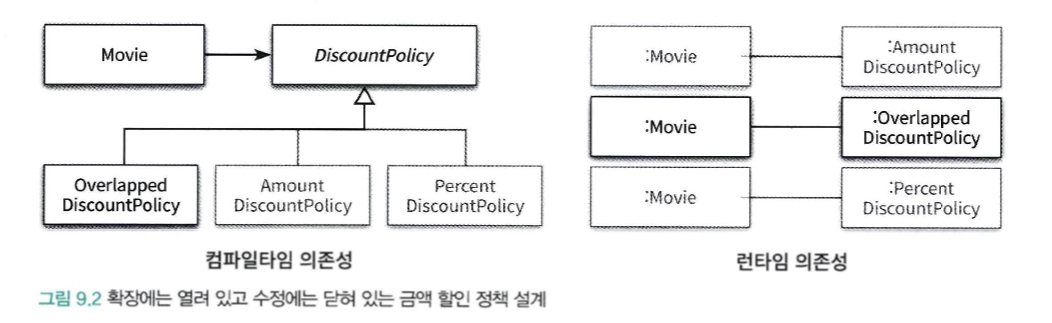 Movie
DiscountPolicy
Overlapped
DiscountPolicy
Amount
DiscountPolicy
Percent
DiscountPolicy
컴파일타임 의존성
:Movie
:Amount
DiscountPolicy
:Movie
:Overlapped
DiscountPolicy
:Movie
:Percent
DiscountPolicy
런타임 의존성
그림 9.2 확장에는 열려 있고 수정에는 닫혀 있는 금액 할인 정책 설계